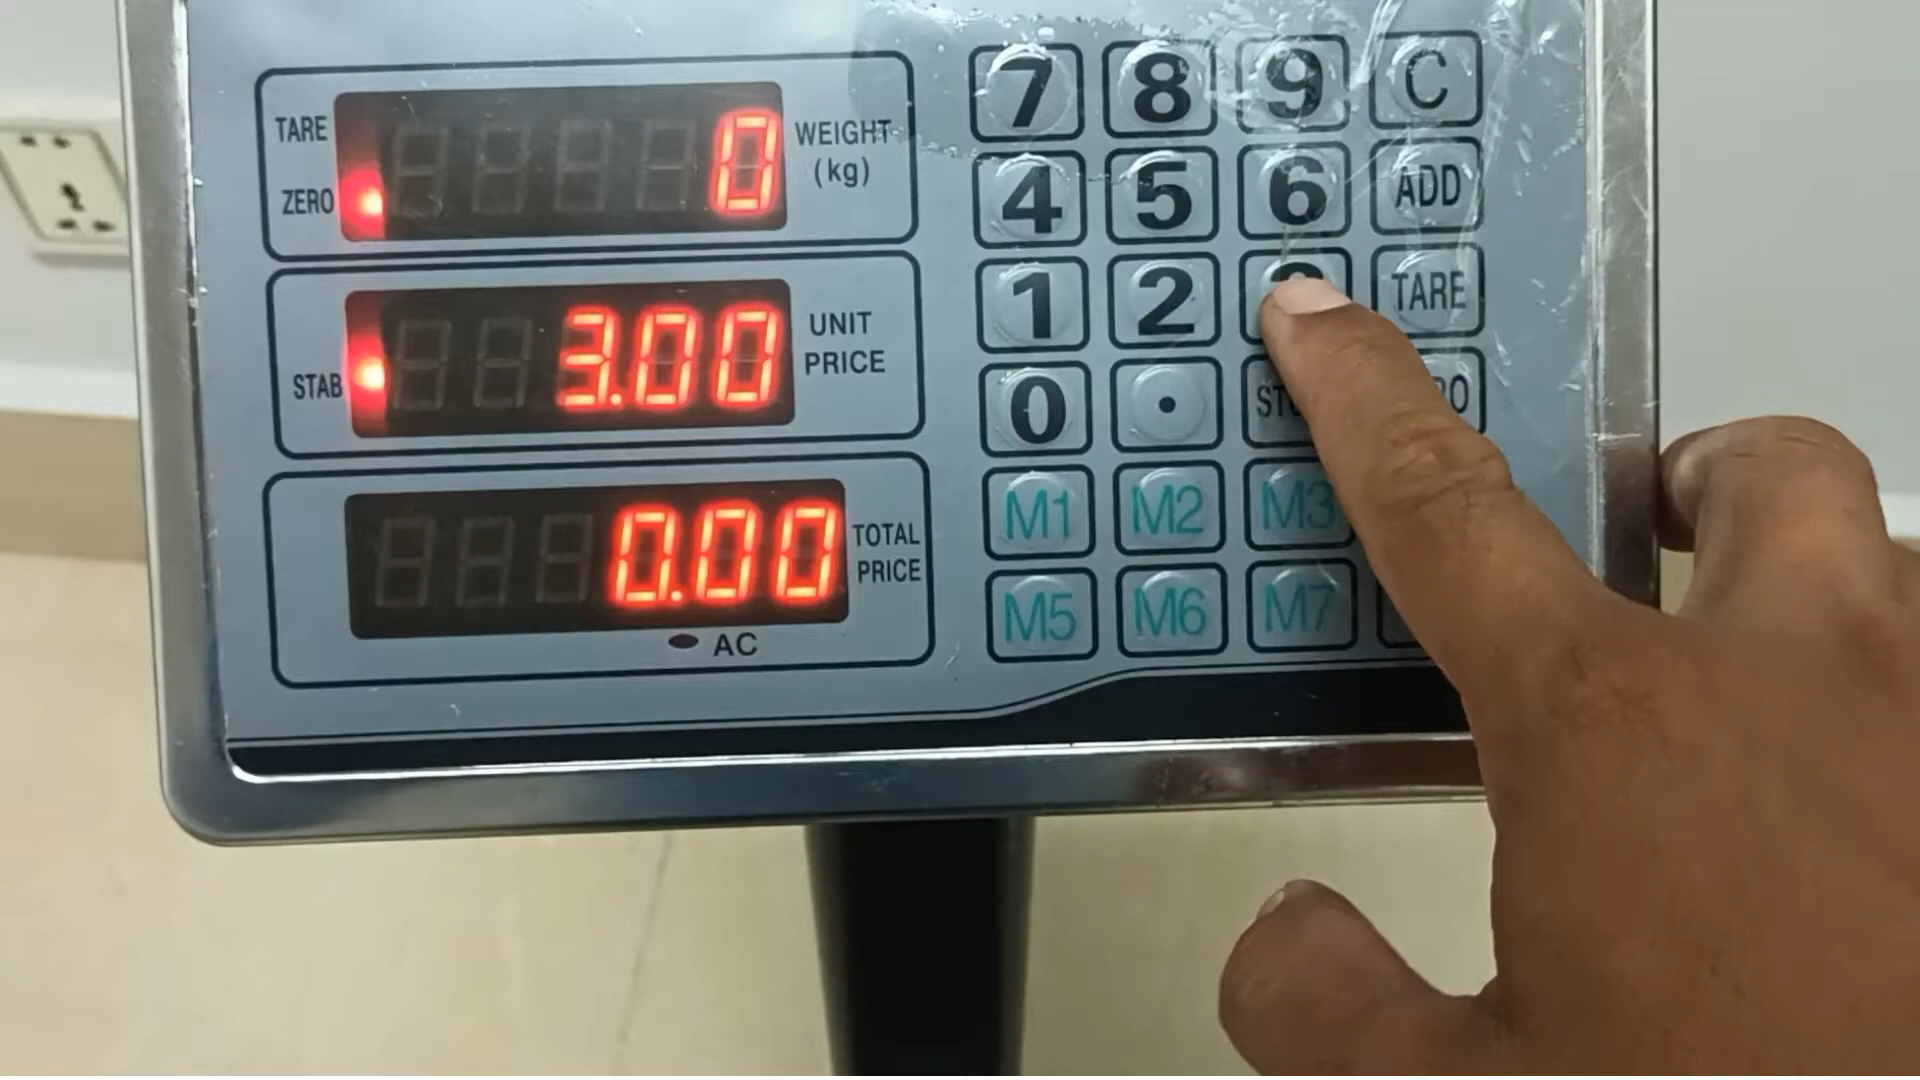 TARE
ZERO
0
WEIGHT
(kg)
STAB
3.00
UNIT
PRICE
0.00
TOTAL
PRICE
AC
7 8 9 C
4 5 6 ADD
1 2 TARE
0 .
M1 M2 M3
M5 M6 M7